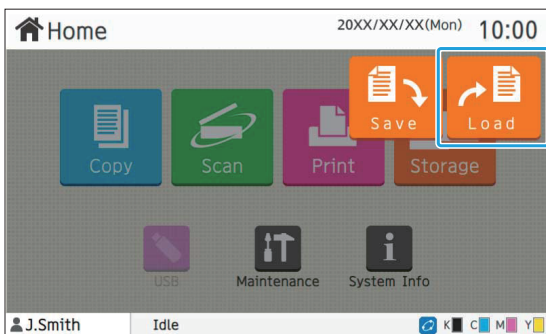 Home
20XX/XX/XX(Mon) 10:00
Save Load
Copy Scan Print Storage
USB Maintenance System Info
J.Smith Idle K C M Y